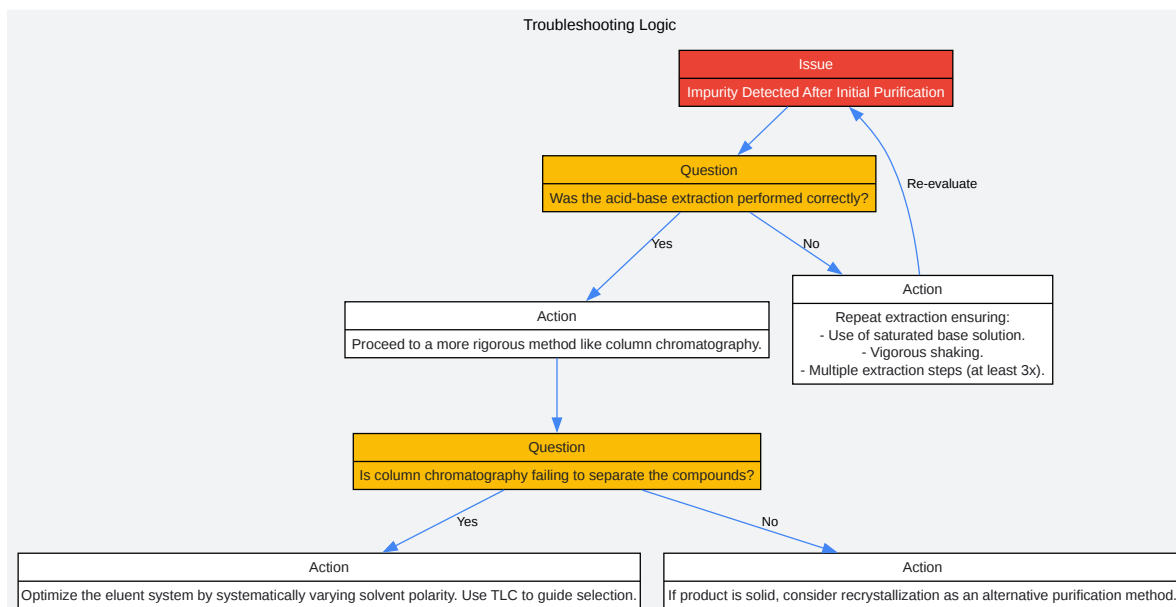 Troubleshooting Logic
Issue
Impurity Detected After Initial Purification
Re-evaluate
Question
Was the acid-base extraction performed correctly?
Yes
No
Action
Repeat extraction ensuring:
- Use of saturated base solution.
- Vigorous shaking.
- Multiple extraction steps (at least 3x).
Action
Proceed to a more rigorous method like column chromatography.
Question
Is column chromatography failing to separate the compounds?
Yes
No
Action
Optimize the eluent system by systematically varying solvent polarity. Use TLC to guide selection.
Action
If product is solid, consider recrystallization as an alternative purification method.